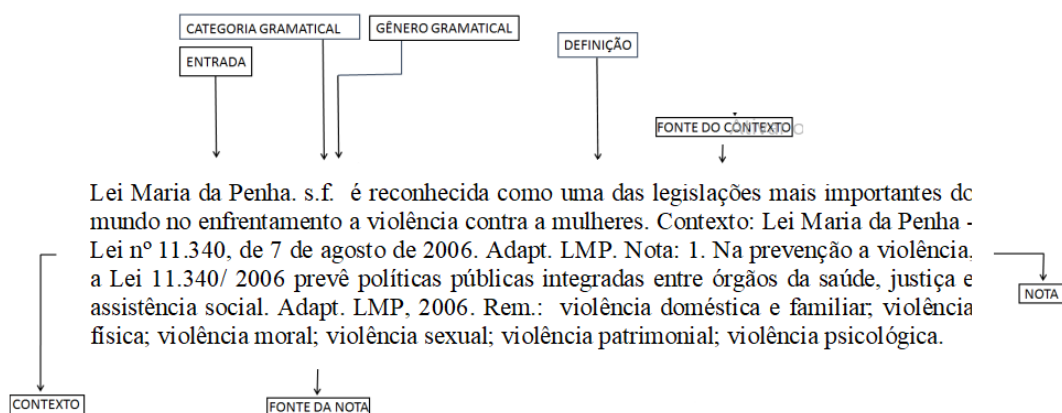 CATEGORIA GRAMATICAL
GÊNERO GRAMATICAL
DEFINIÇÃO
ENTRADA
FONTE DO CONTEXTO
Lei Maria da Penha. s.f. é reconhecida como uma das legislações mais importantes do
mundo no enfrentamento a violência contra a mulheres. Contexto: Lei Maria da Penha -
Lei nº 11.340, de 7 de agosto de 2006. Adapt. LMP. Nota: 1. Na prevenção a violência,
a Lei 11.340/ 2006 prevê políticas públicas integradas entre órgãos da saúde, justiça e
assistência social. Adapt. LMP, 2006. Rem.: violência doméstica e familiar; violência
física; violência moral; violência sexual; violência patrimonial; violência psicológica.
NOTA
CONTEXTO
FONTE DA NOTA